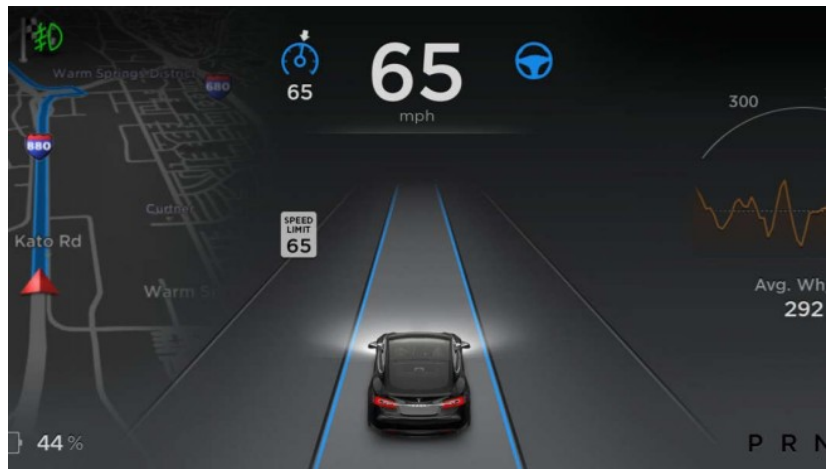 65
65
mph
300
Warm Springs District
680
880
SPEED
LIMIT
65
Curtner
Kato Rd
Warm S
Avg. Wh
292
44 %
P R N